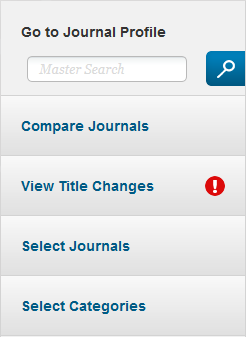 Go to Journal Profile
Master Search
Compare Journals
View Title Changes
Select Journals
Select Categories